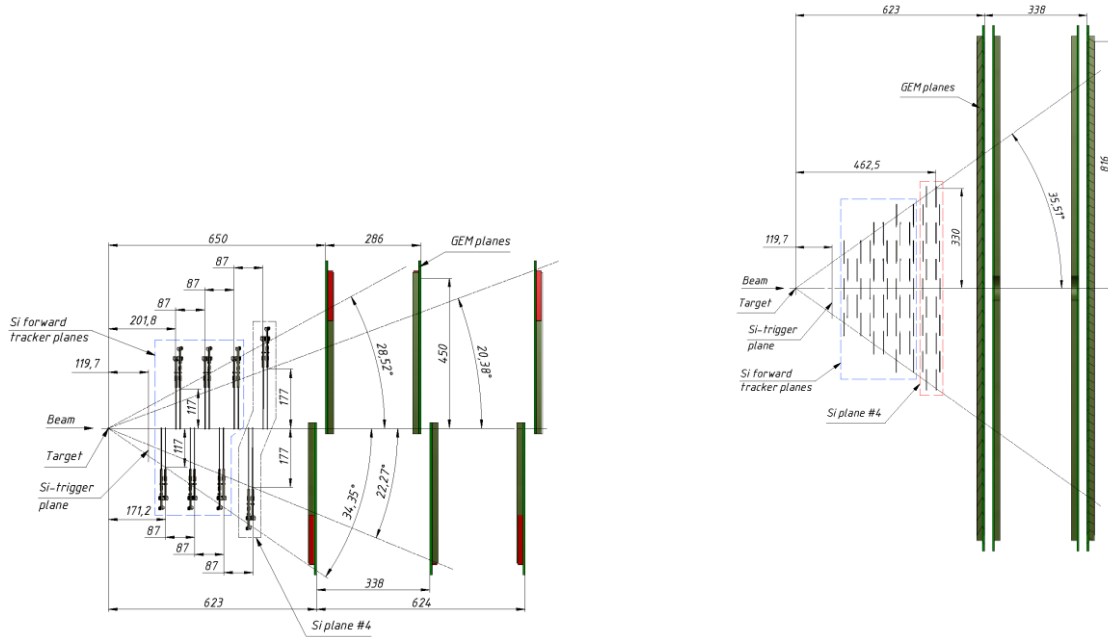 650
286
GEM planes
87
87
87
201,8
Si forward
tracker planes
119,7
28,52°
450
20,38°
117
177
Beam
Target
117
177
Si-trigger
plane
34,35°
22,27°
171,2
87
87
87
338
623
624
Si plane #4
623
338
GEM planes
462,5
816
35,51°
119,7
330
Beam
Target
Si-trigger
plane
Si forward
tracker planes
Si plane #4